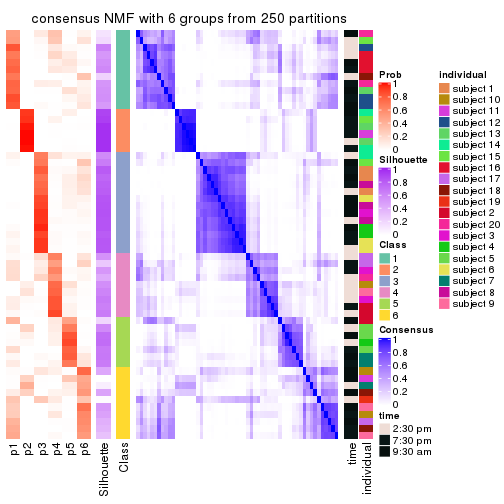 consensus NMF with 6 groups from 250 partitions
p1
p2
p3
p4
p5
p6
Silhouette
Class
time
individual
Prob
1
0.8
0.6
0.4
0.2
0
Silhouette
1
0.8
0.6
0.4
0.2
0
Class
1
2
3
4
5
6
Consensus
1
0.8
0.6
0.4
0.2
0
time
2:30 pm
7:30 pm
9:30 am
individual
subject 1
subject 10
subject 11
subject 12
subject 13
subject 14
subject 15
subject 16
subject 17
subject 18
subject 19
subject 2
subject 20
subject 3
subject 4
subject 5
subject 6
subject 7
subject 8
subject 9